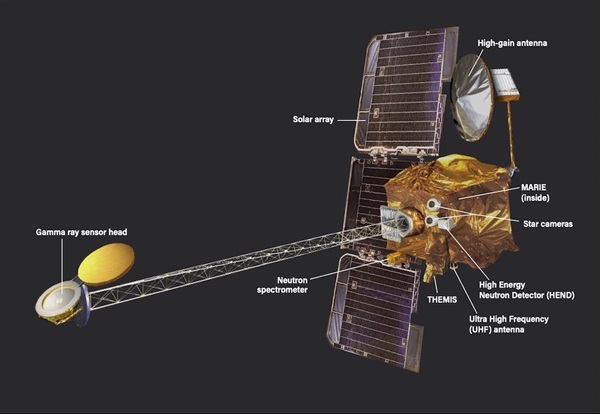 High-gain antenna
Solar array
MARIE
(inside)
Star cameras
Gamma ray sensor head
Neutron
spectrometer
High Energy
Neutron Detector (HEND)
THEMIS
Ultra High Frequency
(UHF) antenna